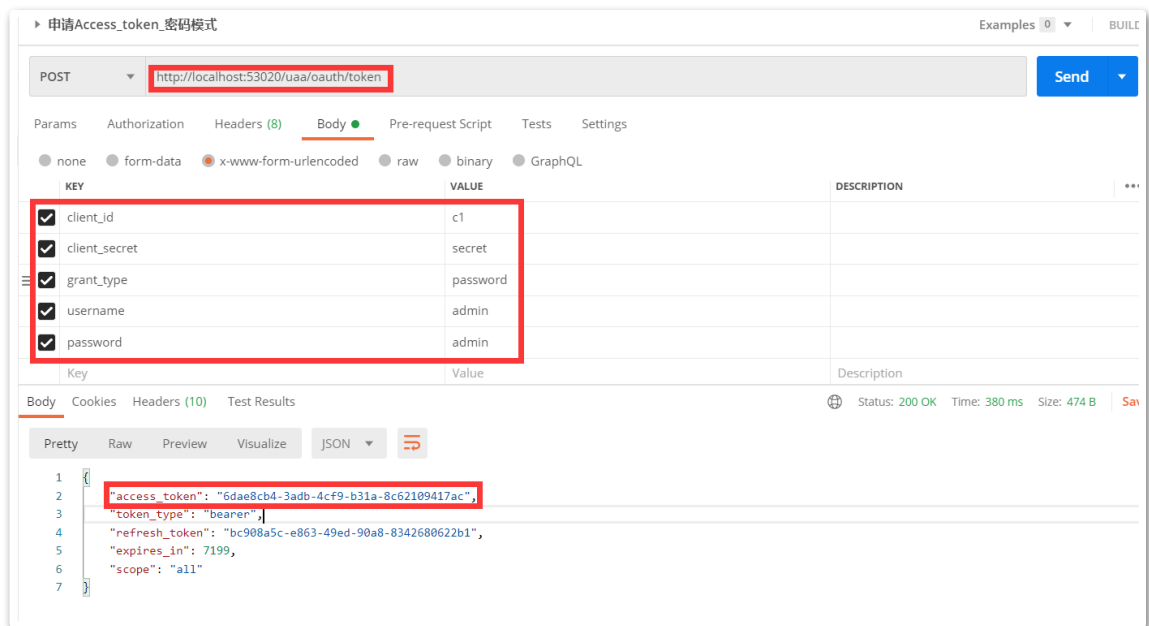 申请Access_token_密码模式 Examples 0 BUILD
POST http://localhost:53020/uaa/oauth/token Send
Params Authorization Headers (8) Body Pre-request Script Tests Settings
none form-data x-www-form-urlencoded raw binary GraphQL
KEY VALUE DESCRIPTION
client_id c1
client_secret secret
grant_type password
username admin
password admin
Key Value Description
Body Cookies Headers (10) Test Results Status: 200 OK Time: 380 ms Size: 474 B Sav
Pretty Raw Preview Visualize JSON
1 {
2 "access_token": "6dae8cb4-3adb-4cf9-b31a-8c62109417ac",
3 "token_type": "bearer",
4 "refresh_token": "bc908a5c-e863-49ed-90a8-8342680622b1",
5 "expires_in": 7199,
6 "scope": "all"
7 }